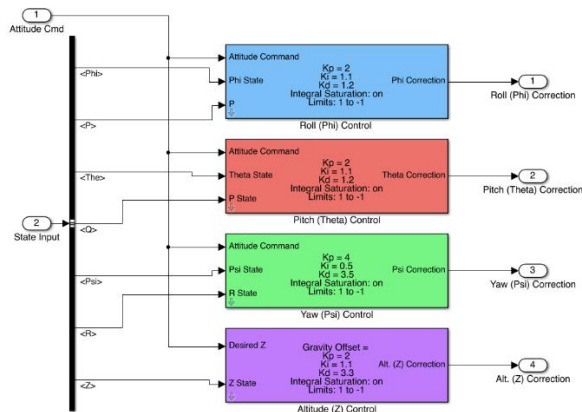 1
Attitude Cmd
Attitude Command
<Phi>
Phi State
Kp = 2
Ki = 1.1
Kd = 1.2
Integral Saturation: on
Limits: 1 to -1
Phi Correction
1
Roll (Phi) Correction
<P>
P
Roll (Phi) Control
Attitude Command
<The>
Theta State
Kp = 2
Ki = 1.1
Kd = 1.2
Integral Saturation: on
Limits: 1 to -1
Theta Correction
2
Pitch (Theta) Correction
2
State Input
<Q>
P State
Pitch (Theta) Control
Attitude Command
<Psi>
Psi State
Kp = 4
Ki = 0.5
Kd = 3.5
Integral Saturation: on
Limits: 1 to -1
Psi Correction
3
Yaw (Psi) Correction
<R>
R State
Yaw (Psi) Control
Desired Z
Gravity Offset =
Kp = 2
Ki = 1.1
Kd = 3.3
Integral Saturation: on
Limits: 1 to -1
Alt. (Z) Correction
4
Alt. (Z) Correction
<Z>
Z State
Altitude (Z) Control